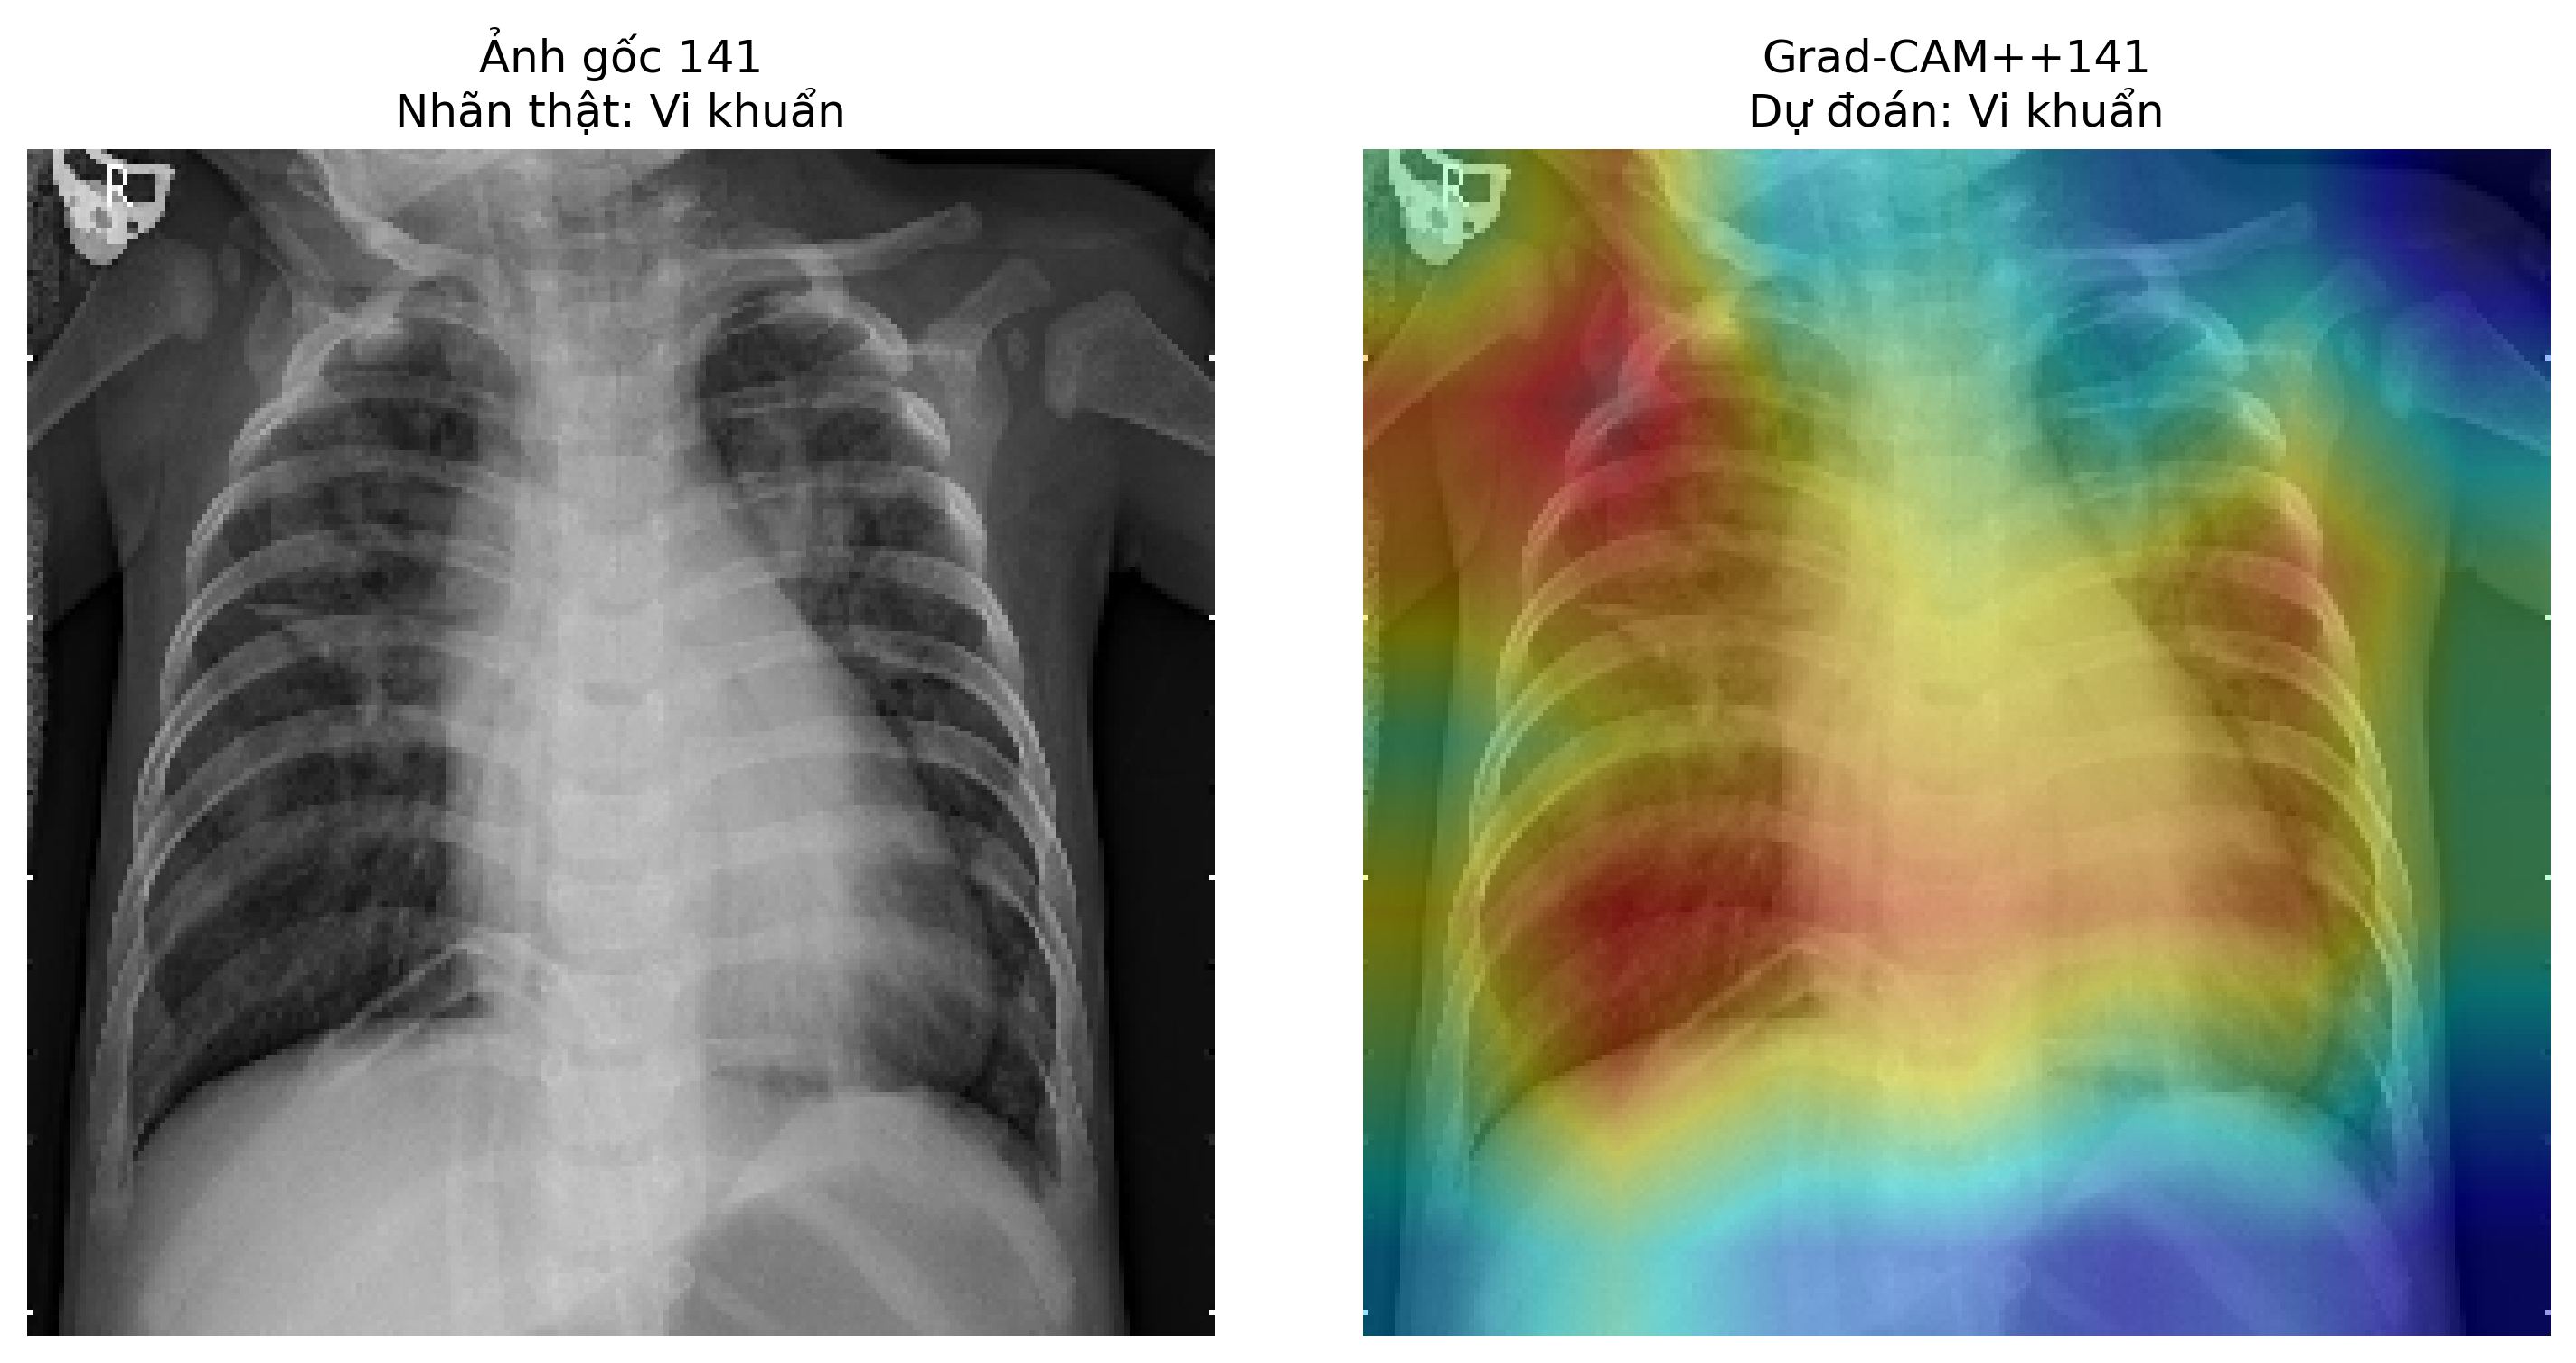 Ảnh gốc 141
Nhãn thật: Vi khuẩn
Grad-CAM++141
Dự đoán: Vi khuẩn